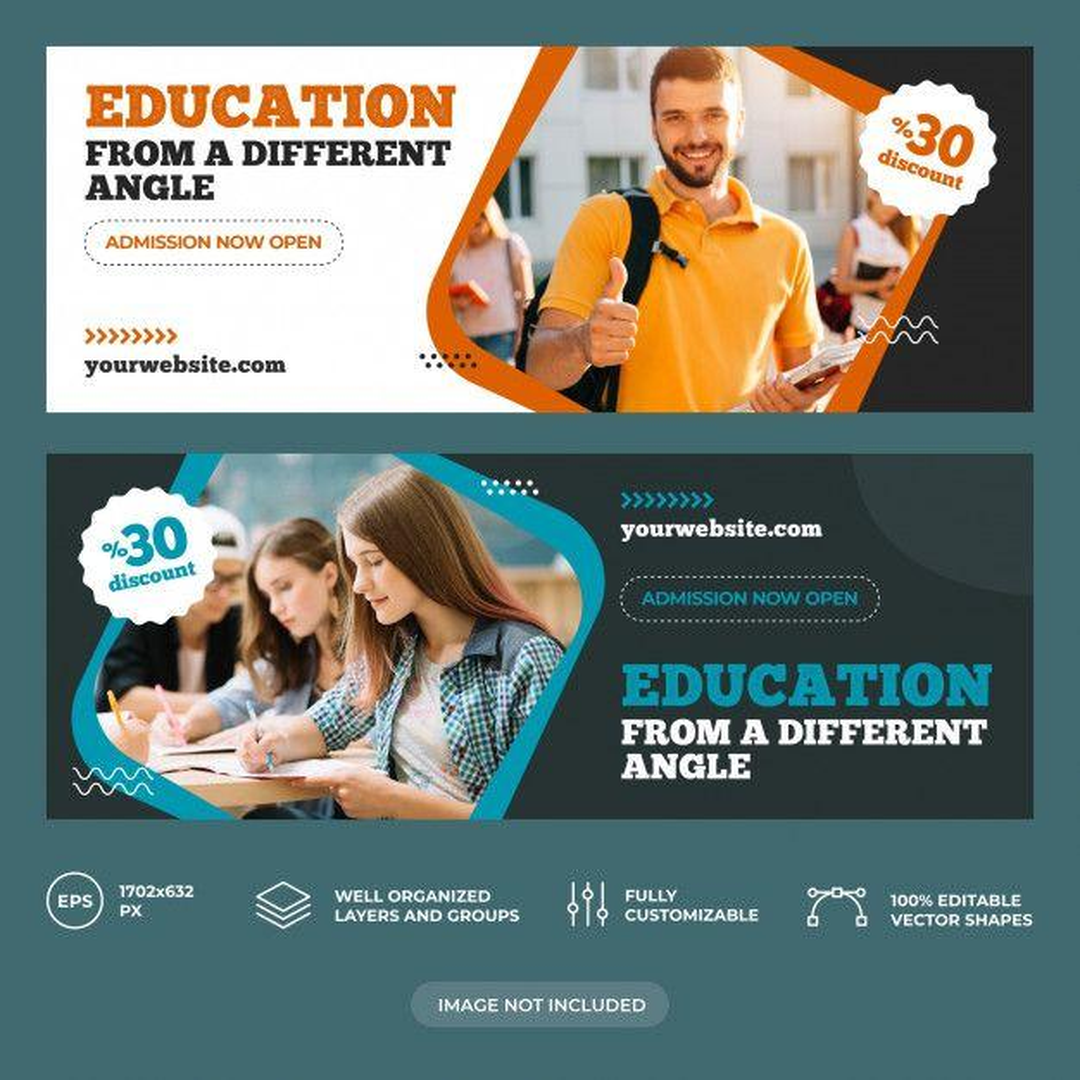 EDUCATION
FROM A DIFFERENT
ANGLE
ADMISSION NOW OPEN
yourwebsite.com
%30
discount
%30
discount
yourwebsite.com
ADMISSION NOW OPEN
EDUCATION
FROM A DIFFERENT
ANGLE
EPS
1702x632
PX
WELL ORGANIZED
LAYERS AND GROUPS
FULLY
CUSTOMIZABLE
100% EDITABLE
VECTOR SHAPES
IMAGE NOT INCLUDED